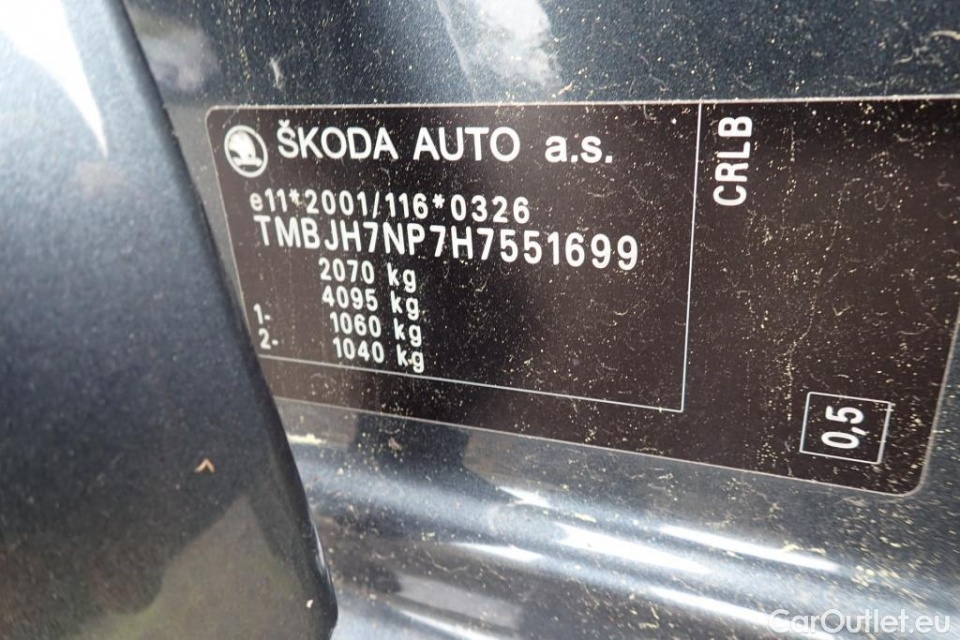 ŠKODA AUTO a.s.
e11*2001/116*0326
TMBJH7NP7H7551699
2070 kg
4095 kg
1- 1060 kg
2- 1040 kg
CRLB
0,5
CarOutlet.eu